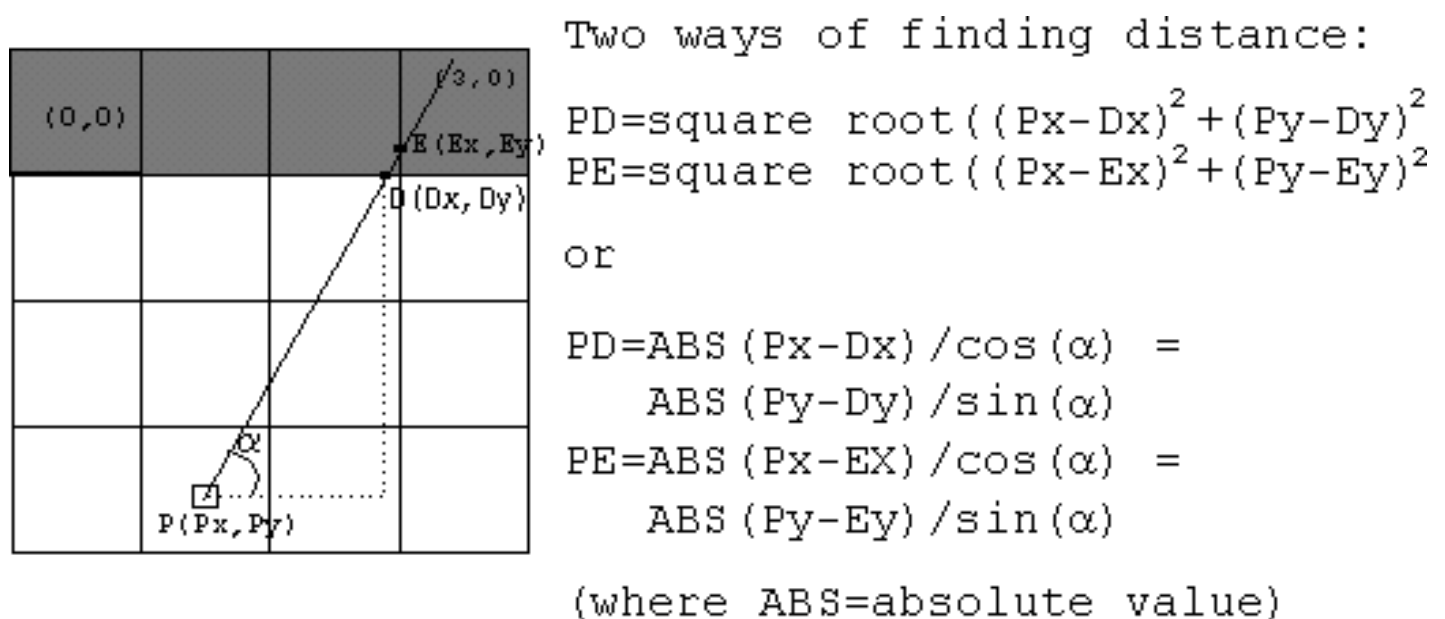 (0,0)
(3,0)
E(Ex,Ey)
D(Dx,Dy)
α
P(Px,Py)
Two ways of finding distance:
PD=square root((Px-Dx)²+(Py-Dy)²
PE=square root((Px-Ex)²+(Py-Ey)²
or
PD=ABS(Px-Dx)/cos(α) =
ABS(Py-Dy)/sin(α)
PE=ABS(Px-EX)/cos(α) =
ABS(Py-Ey)/sin(α)
(where ABS=absolute value)